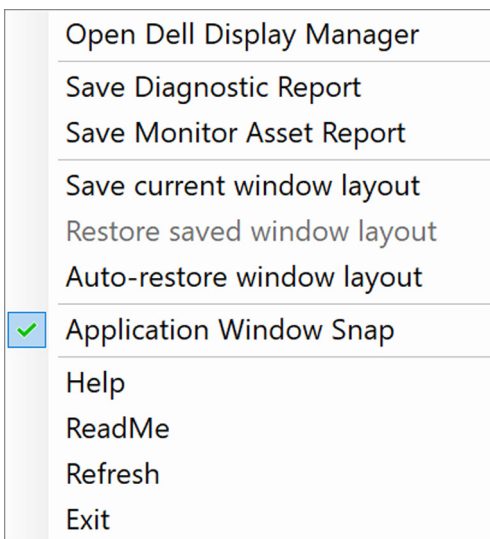 Open Dell Display Manager
Save Diagnostic Report
Save Monitor Asset Report
Save current window layout
Restore saved window layout
Auto-restore window layout
Application Window Snap
Help
ReadMe
Refresh
Exit